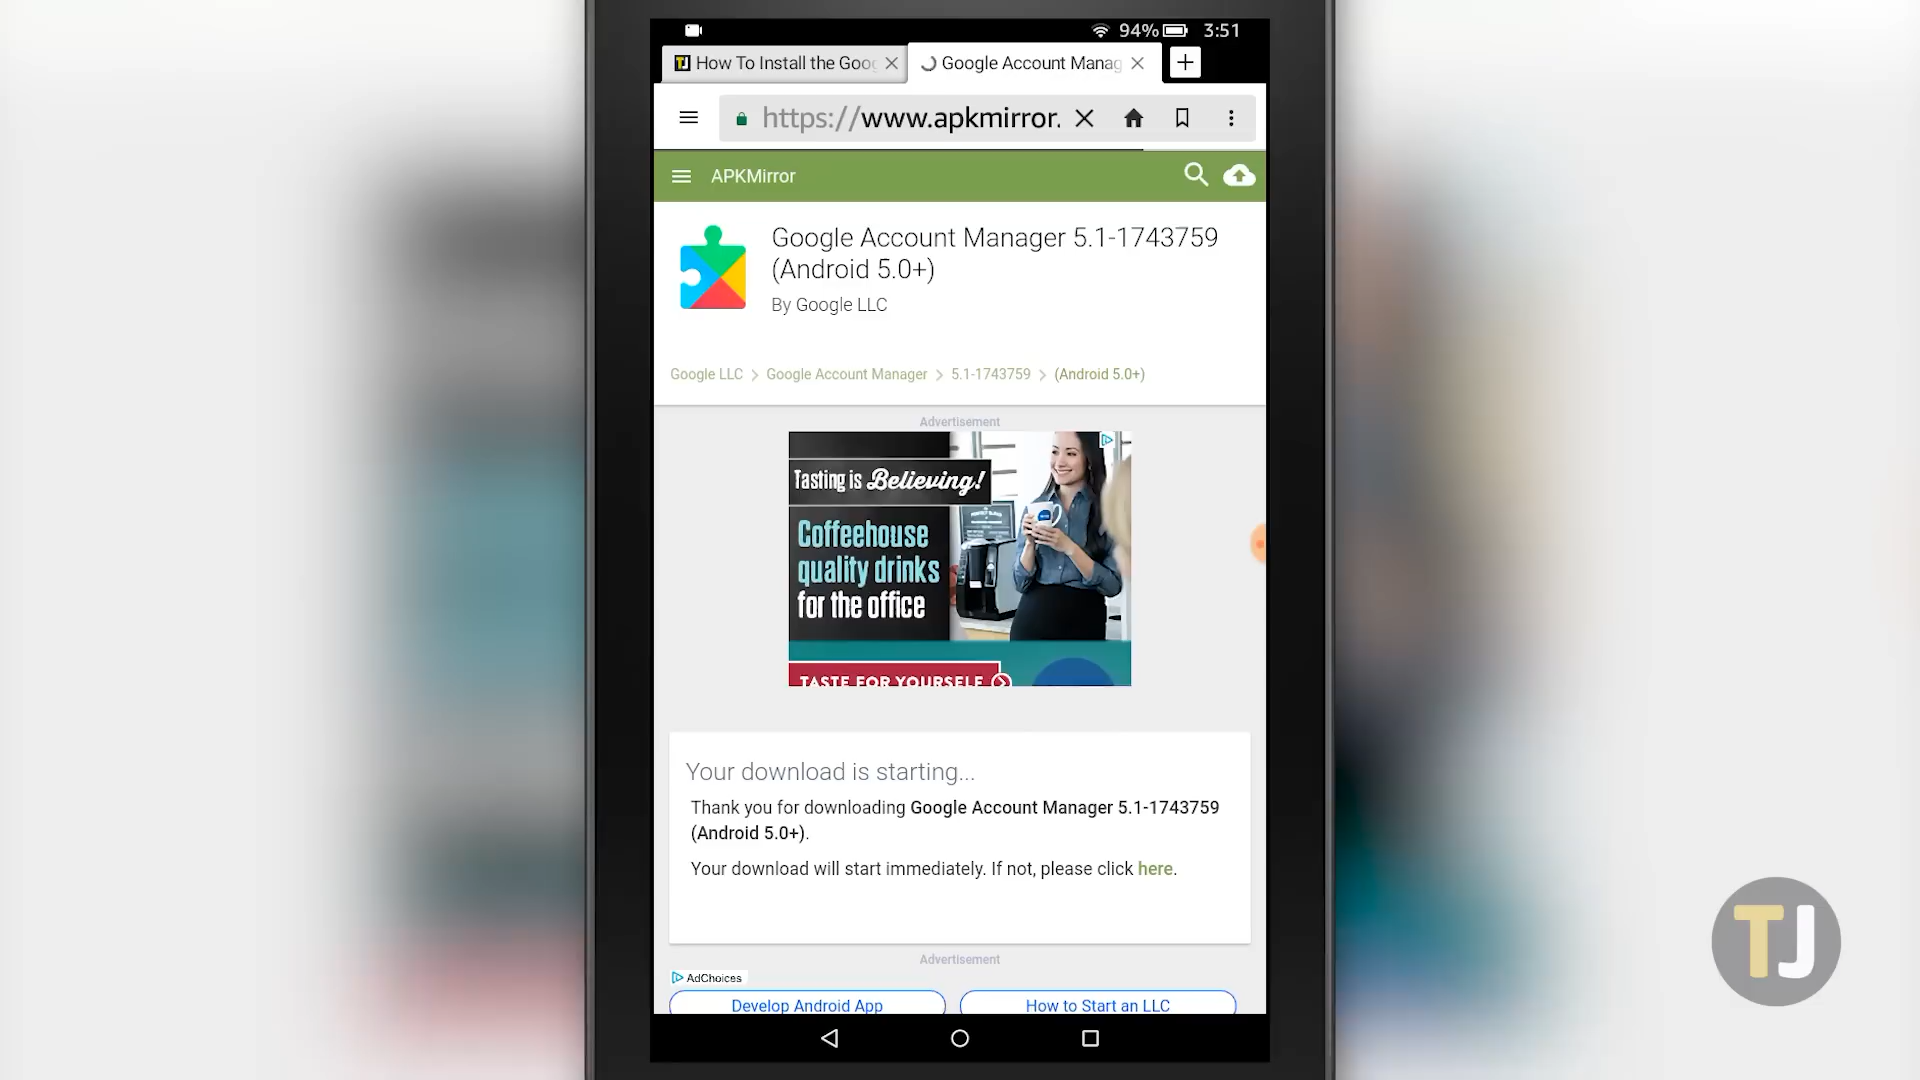 94% 3:51
How To Install the Goog
Google Account Manag
https://www.apkmirror.
APKMirror
Google Account Manager 5.1-1743759
(Android 5.0+)
By Google LLC
Google LLC > Google Account Manager > 5.1-1743759 > (Android 5.0+)
Advertisement
Tasting is Believing!
Coffeehouse
quality drinks
for the office
TASTE FOR YOURSELF
Your download is starting...
Thank you for downloading Google Account Manager 5.1-1743759
(Android 5.0+).
Your download will start immediately. If not, please click here.
Advertisement
AdChoices
Develop Android App
How to Start an LLC
TJ